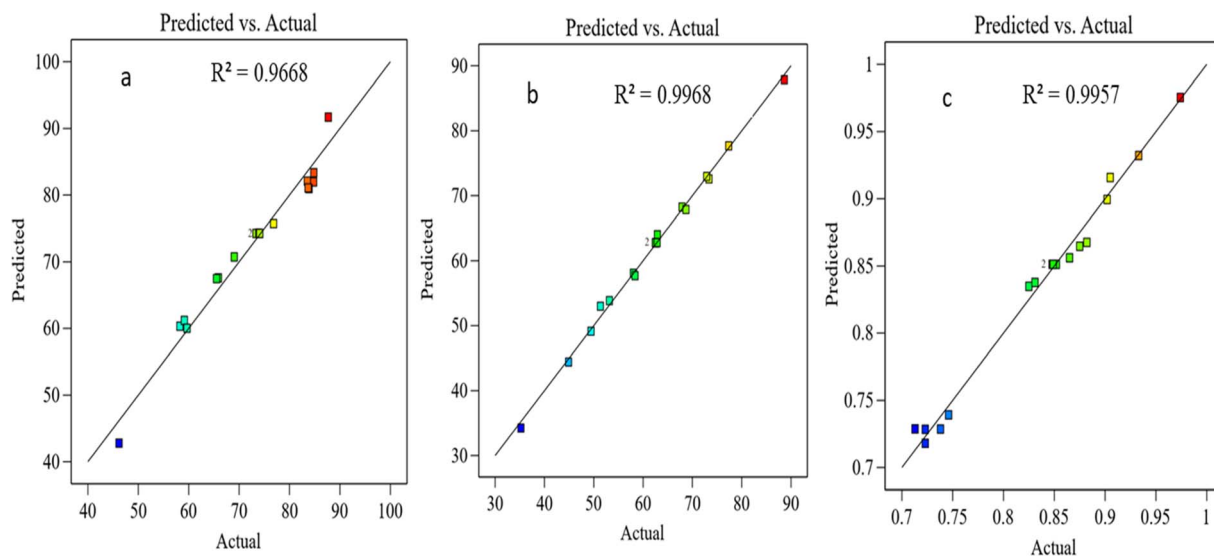 Predicted vs. Actual
a
R² = 0.9668
100
90
80
70
60
50
40
2
Predicted
40 50 60 70 80 90 100
Actual
Predicted vs. Actual
b
R² = 0.9968
90
80
70
60
50
40
30
2
Predicted
30 40 50 60 70 80 90
Actual
Predicted vs. Actual
c
R² = 0.9957
1
0.95
0.9
0.85
0.8
0.75
0.7
2
Predicted
0.7 0.75 0.8 0.85 0.9 0.95 1
Actual